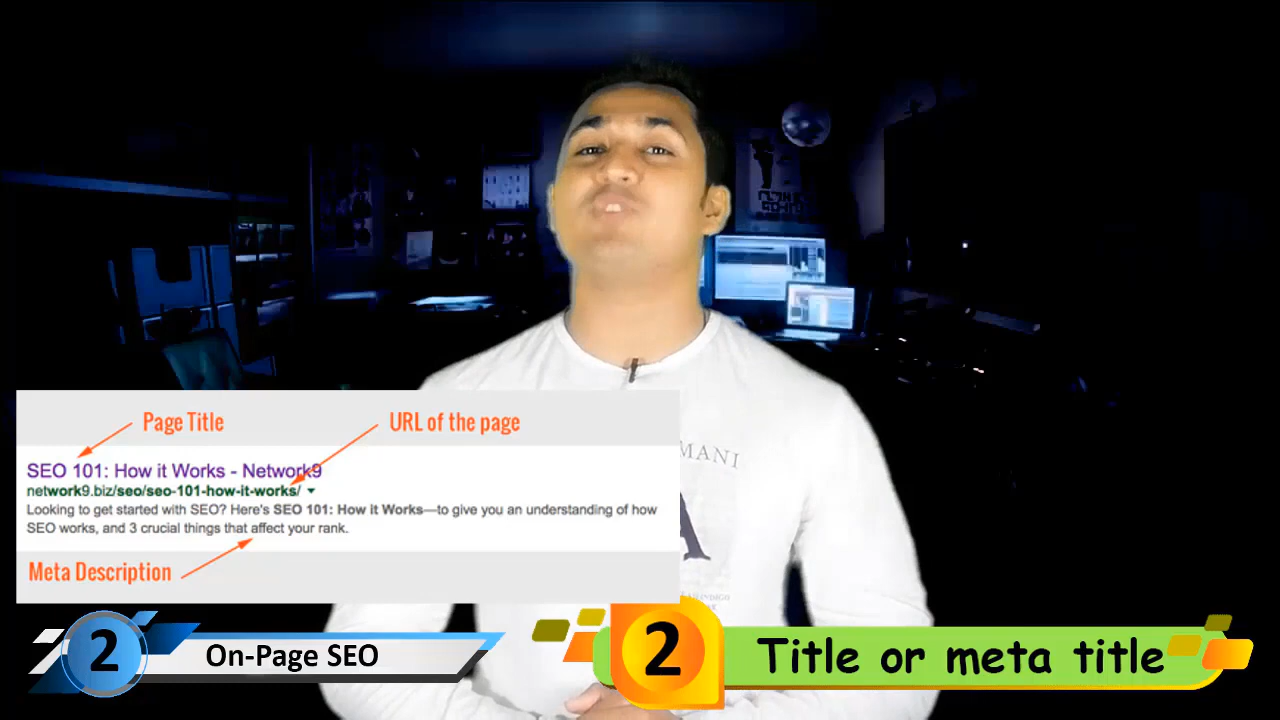 Page Title
URL of the page
SEO 101: How it Works - Network9
network9.biz/seo/seo-101-how-it-works/
Looking to get started with SEO? Here's SEO 101: How it Works—to give you an understanding of how
SEO works, and 3 crucial things that affect your rank.
Meta Description
MANI
A
2
On-Page SEO
2
Title or meta title